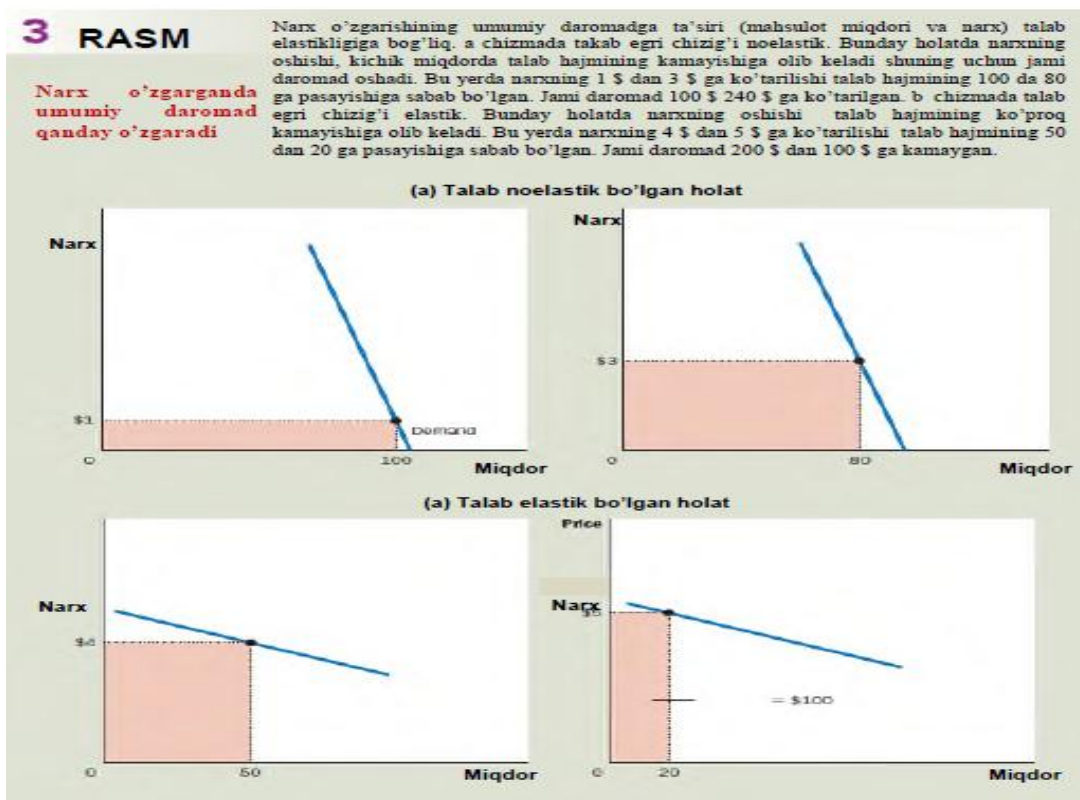 3 RASM
Narx o'zgarganda
umumiy daromad
qanday o'zgaradi
Narx o'zgarishining umumiy daromadga ta'siri (mahsulot miqdori va narx) talab
elastikligiga bog'liq. a chizmada takab egri chizig'i noelastik. Bunday holatda narxning
oshishi, kichik miqdorda talab hajmining kamayishiga olib keladi shuning uchun jami
daromad oshadi. Bu yerda narxning 1 $ dan 3 $ ga ko'tarilishi talab hajmining 100 da 80
ga pasayishiga sabab bo'lgan. Jami daromad 100 $ 240 $ ga ko'tarilgan. b chizmada talab
egri chizig'i elastik. Bunday holatda narxning oshishi talab hajmining ko'proq
kamayishiga olib keladi. Bu yerda narxning 4 $ dan 5 $ ga ko'tarilishi talab hajmining 50
dan 20 ga pasayishiga sabab bo'lgan. Jami daromad 200 $ dan 100 $ ga kamaygan.
(a) Talab noelastik bo'lgan holat
Narx
$1
Demand
0
100
Miqdor
Narx
$3
0
80
Miqdor
(a) Talab elastik bo'lgan holat
Narx
$4
0
50
Miqdor
Price
Narx
$5
= $100
0
20
Miqdor